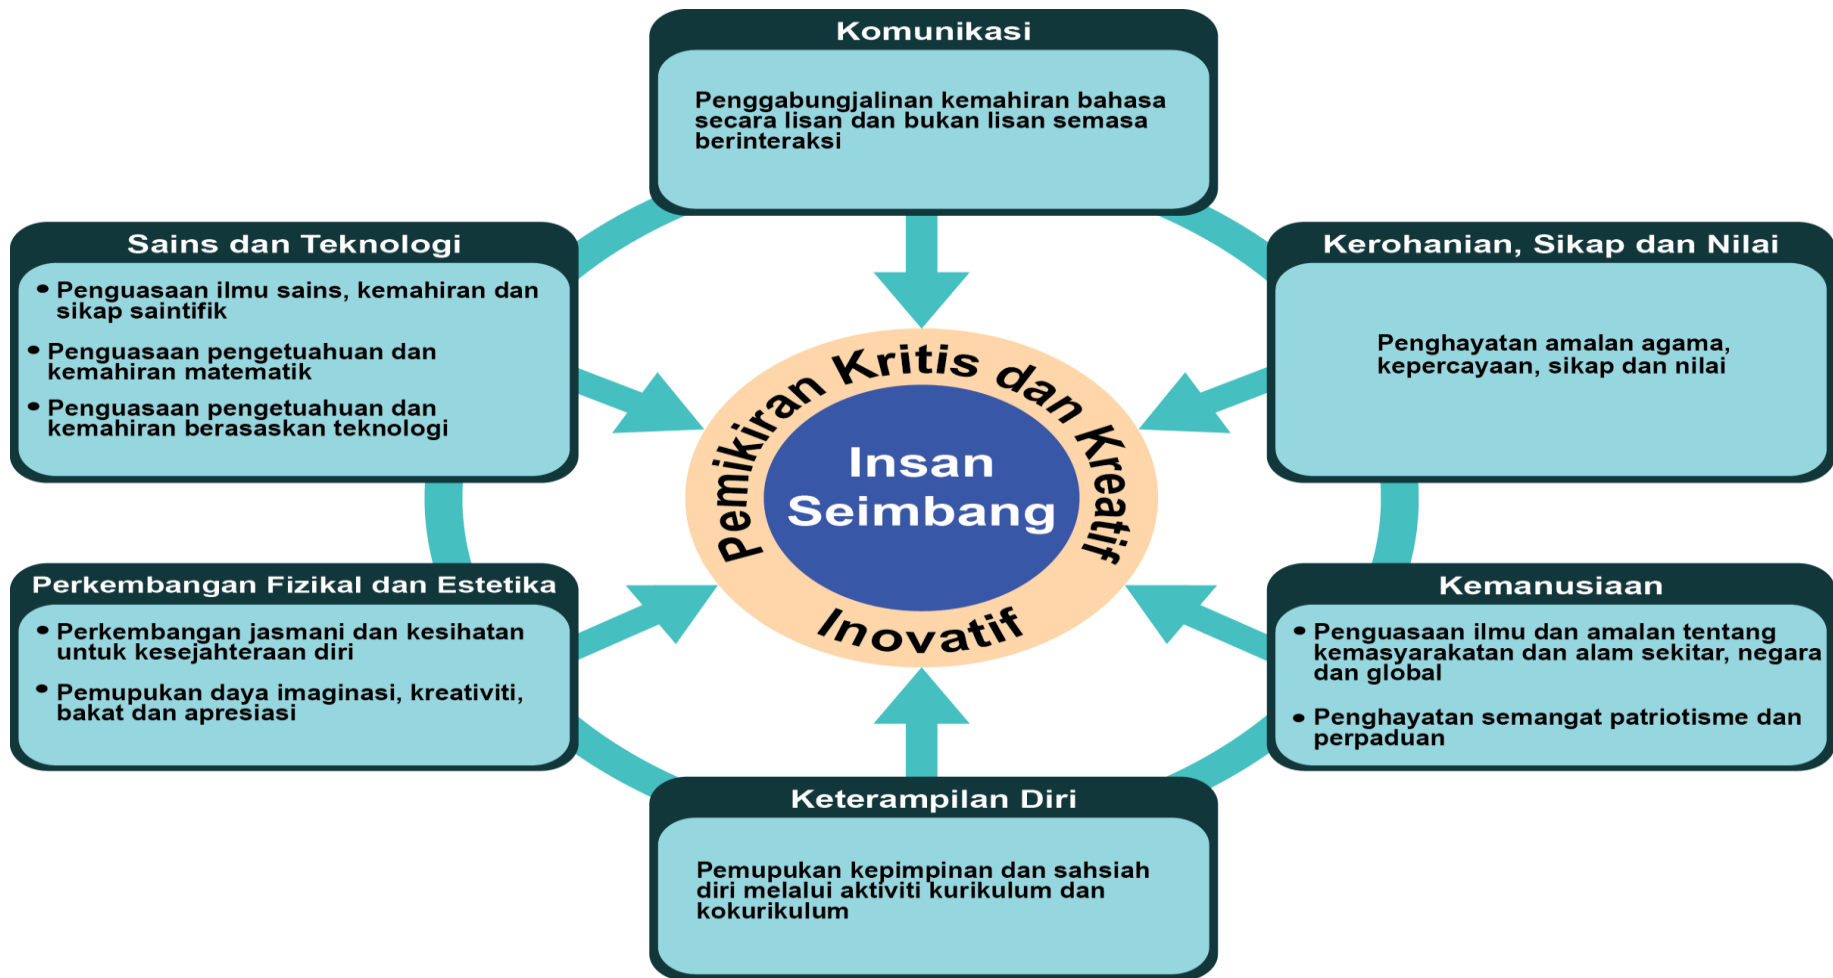 Komunikasi
Penggabungjalinan kemahiran bahasa
secara lisan dan bukan lisan semasa
berinteraksi
Sains dan Teknologi
• Penguasaan ilmu sains, kemahiran dan
sikap saintifik
• Penguasaan pengetuahuan dan
kemahiran matematik
• Penguasaan pengetuahuan dan
kemahiran berasaskan teknologi
Kerohanian, Sikap dan Nilai
Penghayatan amalan agama,
kepercayaan, sikap dan nilai
Pemikiran Kritis dan Kreatif
Insan
Seimbang
Inovatif
Perkembangan Fizikal dan Estetika
• Perkembangan jasmani dan kesihatan
untuk kesejahteraan diri
• Pemupukan daya imaginasi, kreativiti,
bakat dan apresiasi
Kemanusiaan
• Penguasaan ilmu dan amalan tentang
kemasyarakatan dan alam sekitar, negara
dan global
• Penghayatan semangat patriotisme dan
perpaduan
Keterampilan Diri
Pemupukan kepimpinan dan sahsiah
diri melalui aktiviti kurikulum dan
kokurikulum